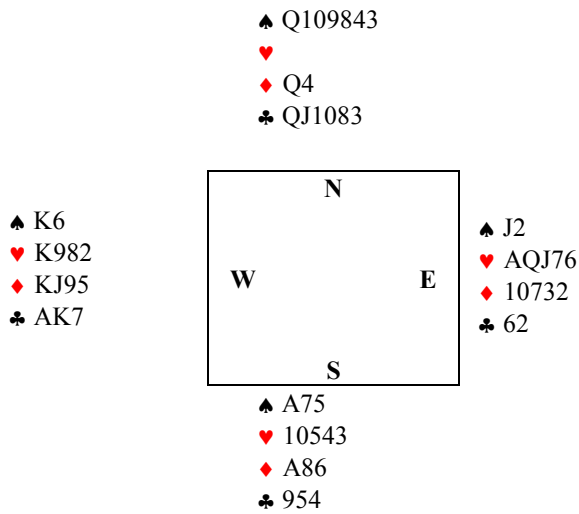 ♠ Q109843
♥
♦ Q4
♣ QJ1083
N
♠ K6
♥ K982
♦ KJ95
♣ AK7
W
E
♠ J2
♥ AQJ76
♦ 10732
♣ 62
S
♠ A75
♥ 10543
♦ A86
♣ 954